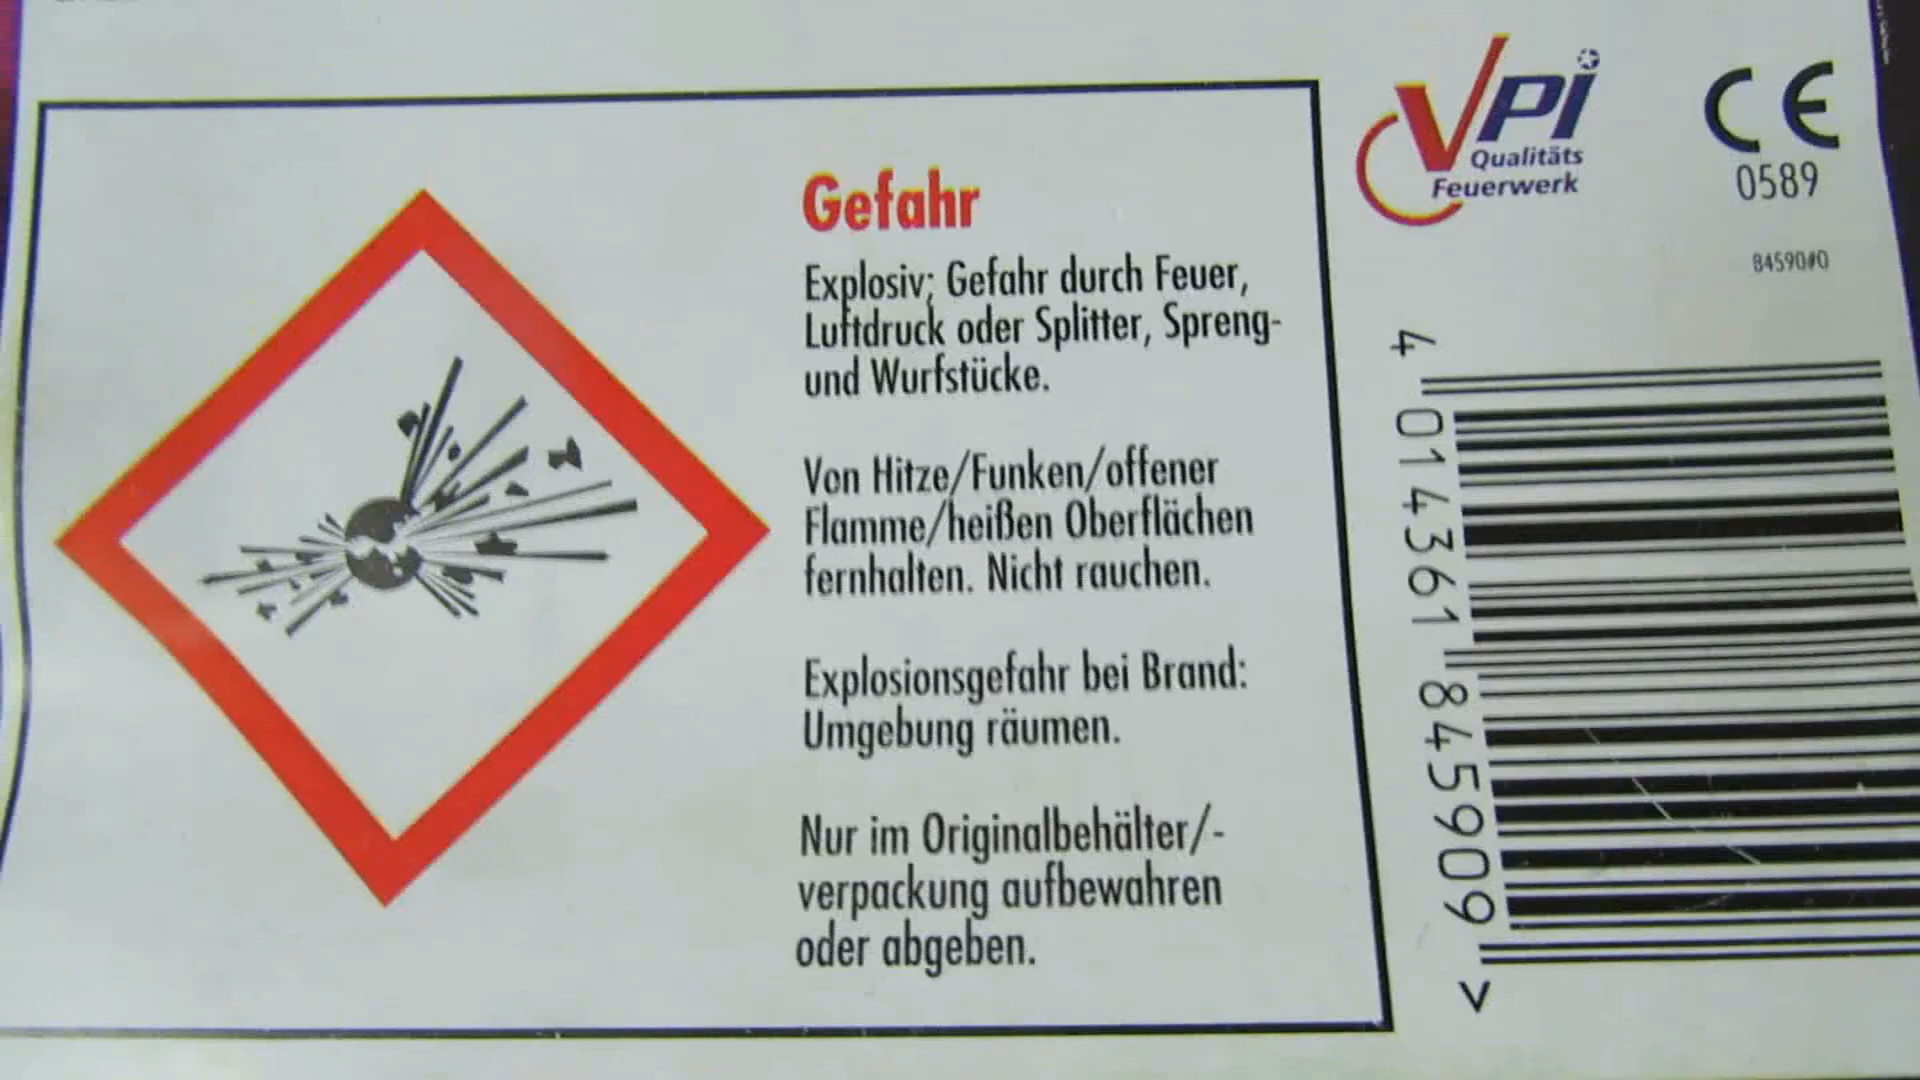 Gefahr
Explosiv; Gefahr durch Feuer,
Luftdruck oder Splitter, Spreng-
und Wurfstücke.
Von Hitze/Funken/offener
Flamme/heißen Oberflächen
fernhalten. Nicht rauchen.
Explosionsgefahr bei Brand:
Umgebung räumen.
Nur im Originalbehälter/-
verpackung aufbewahren
oder abgeben.
VPI
Qualitäts
Feuerwerk
CE
0589
84590#0
4 014361 845909 >